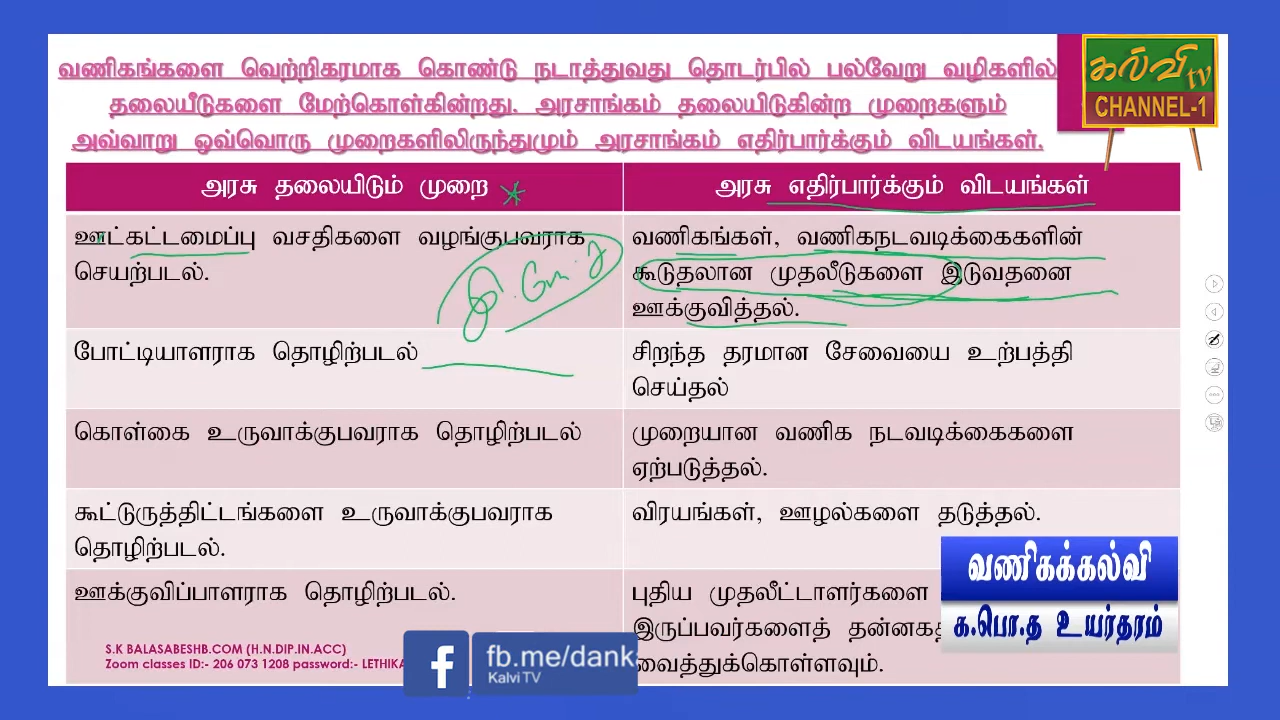 வணிகங்களை வெற்றிகரமாக கொண்டு நடாத்துவது தொடர்பில் பல்வேறு வழிகளில்
தலையீடுகளை மேற்கொள்கின்றது. அரசாங்கம் தலையிடுகின்ற முறைகளும்
அவ்வாறு ஒவ்வொரு முறைகளிலிருந்துமும் அரசாங்கம் எதிர்பார்க்கும் விடயங்கள்.
கல்வி tv
CHANNEL-1
அரசு தலையிடும் முறை
அரசு எதிர்பார்க்கும் விடயங்கள்
ஊட்கட்டமைப்பு வசதிகளை வழங்குபவராக
செயற்படல்.
வணிகங்கள், வணிகநடவடிக்கைகளின்
கூடுதலான முதலீடுகளை இடுவதனை
ஊக்குவித்தல்.
போட்டியாளராக தொழிற்படல்
சிறந்த தரமான சேவையை உற்பத்தி
செய்தல்
கொள்கை உருவாக்குபவராக தொழிற்படல்
முறையான வணிக நடவடிக்கைகளை
ஏற்படுத்தல்.
கூட்டுருத்திட்டங்களை உருவாக்குபவராக
தொழிற்படல்.
விரயங்கள், ஊழல்களை தடுத்தல்.
ஊக்குவிப்பாளராக தொழிற்படல்.
புதிய முதலீட்டாளர்களை
இருப்பவர்களைத்
வைத்துக்கொள்ளவும்.
வணிகக்கல்வி
க.பொ.த உயர்தரம்
S.K BALASABESHB.COM (H.N.DIP.IN.ACC)
Zoom classes ID:- 206 073 1208 password:- LETHIKA
f fb.me/dank
Kalvi TV